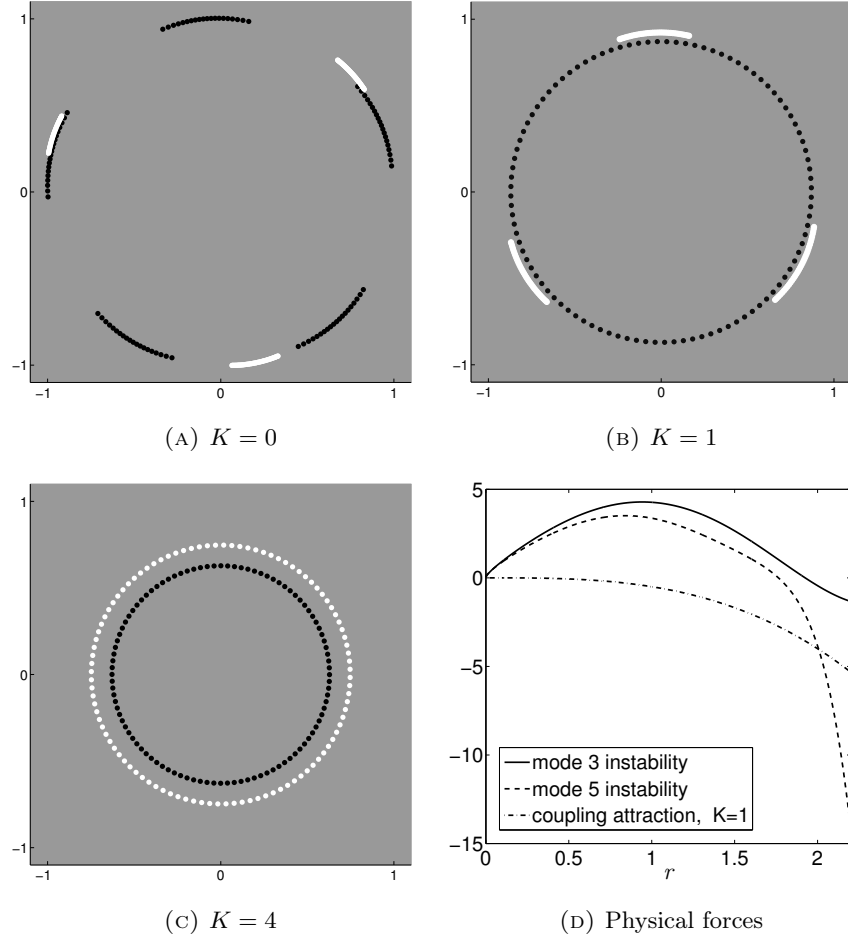 1
0
−1
−1 0 1
(A) K = 0
1
0
−1
−1 0 1
(B) K = 1
1
0
−1
−1 0 1
(C) K = 4
5
0
−5
−10
−15
mode 3 instability
mode 5 instability
coupling attraction, K=1
0 0.5 1 1.5 2
r
(D) Physical forces